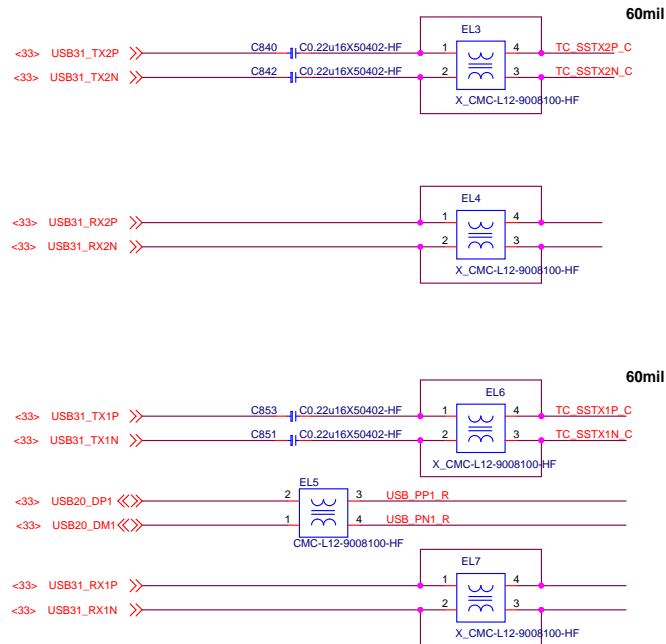 60mil
EL3
<33> USB31_TX2P C840 C0.22u16X50402-HF 1 4 TC_SSTX2P_C
<33> USB31_TX2N C842 C0.22u16X50402-HF 2 3 TC_SSTX2N_C
X_CMC-L12-9008100-HF
EL4
<33> USB31_RX2P 1 4
<33> USB31_RX2N 2 3
X_CMC-L12-9008100-HF
60mil
EL6
<33> USB31_TX1P C853 C0.22u16X50402-HF 1 4 TC_SSTX1P_C
<33> USB31_TX1N C851 C0.22u16X50402-HF 2 3 TC_SSTX1N_C
X_CMC-L12-9008100-HF
EL5
<33> USB20_DP1 2 3 USB_PP1_R
<33> USB20_DM1 1 4 USB_PN1_R
CMC-L12-9008100-HF
EL7
<33> USB31_RX1P 1 4
<33> USB31_RX1N 2 3
X_CMC-L12-9008100-HF